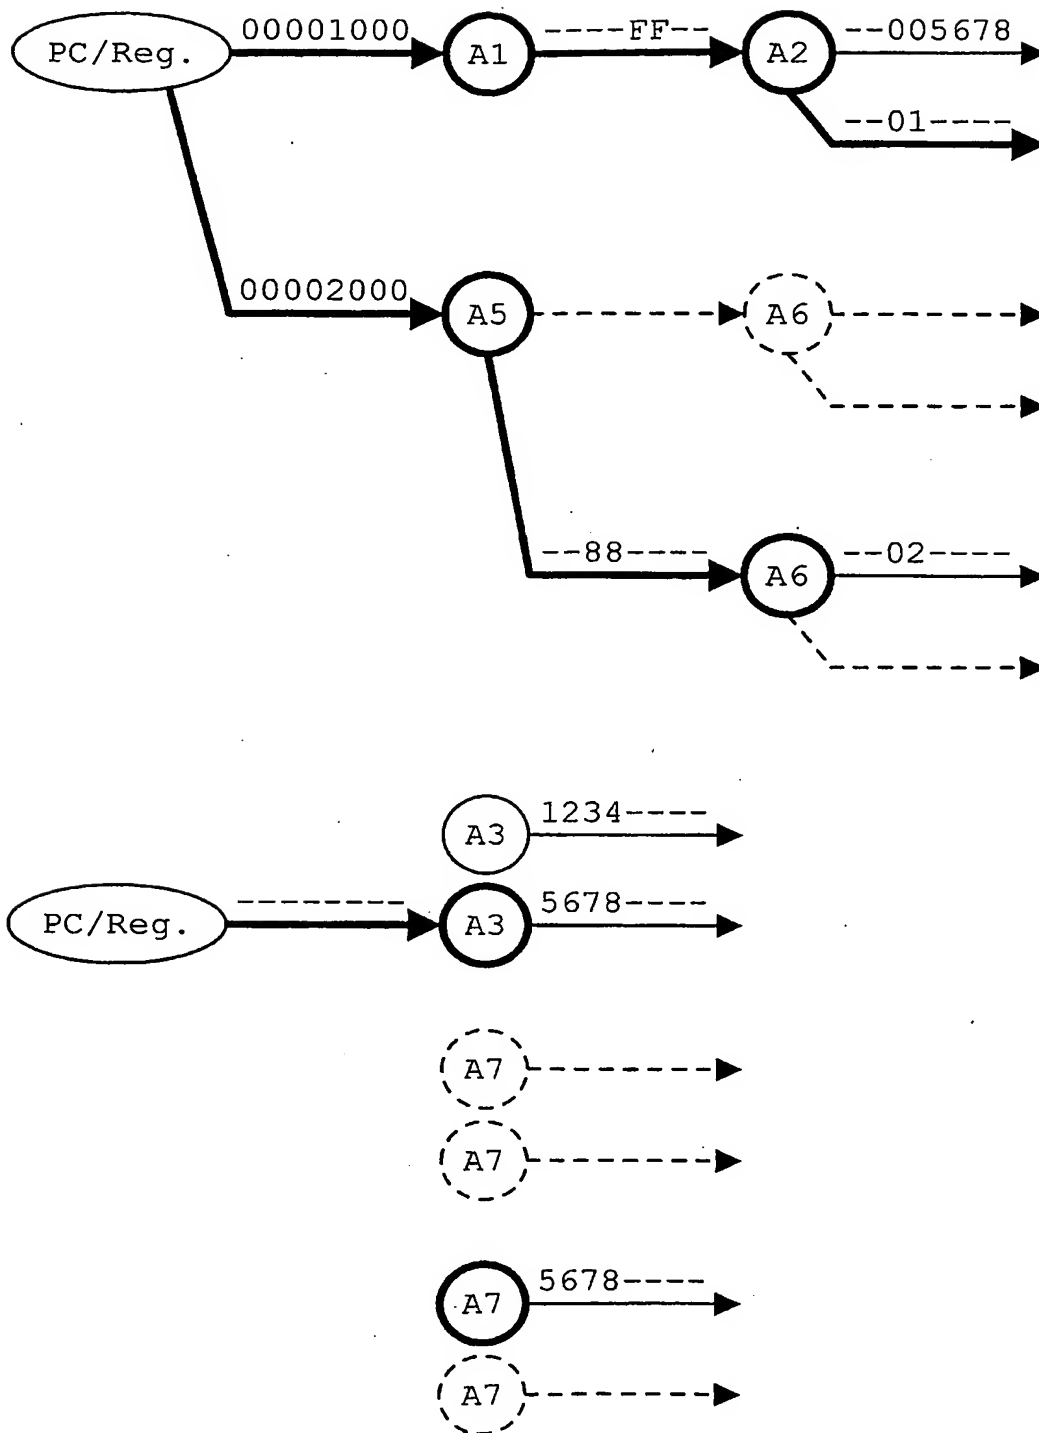 PC/Reg. 00001000 A1 ----FF-- A2 --005678
--01----
00002000 A5 A6
--88---- A6 --02----
A3 1234----
PC/Reg. -------- A3 5678----
A7
A7
A7 5678----
A7